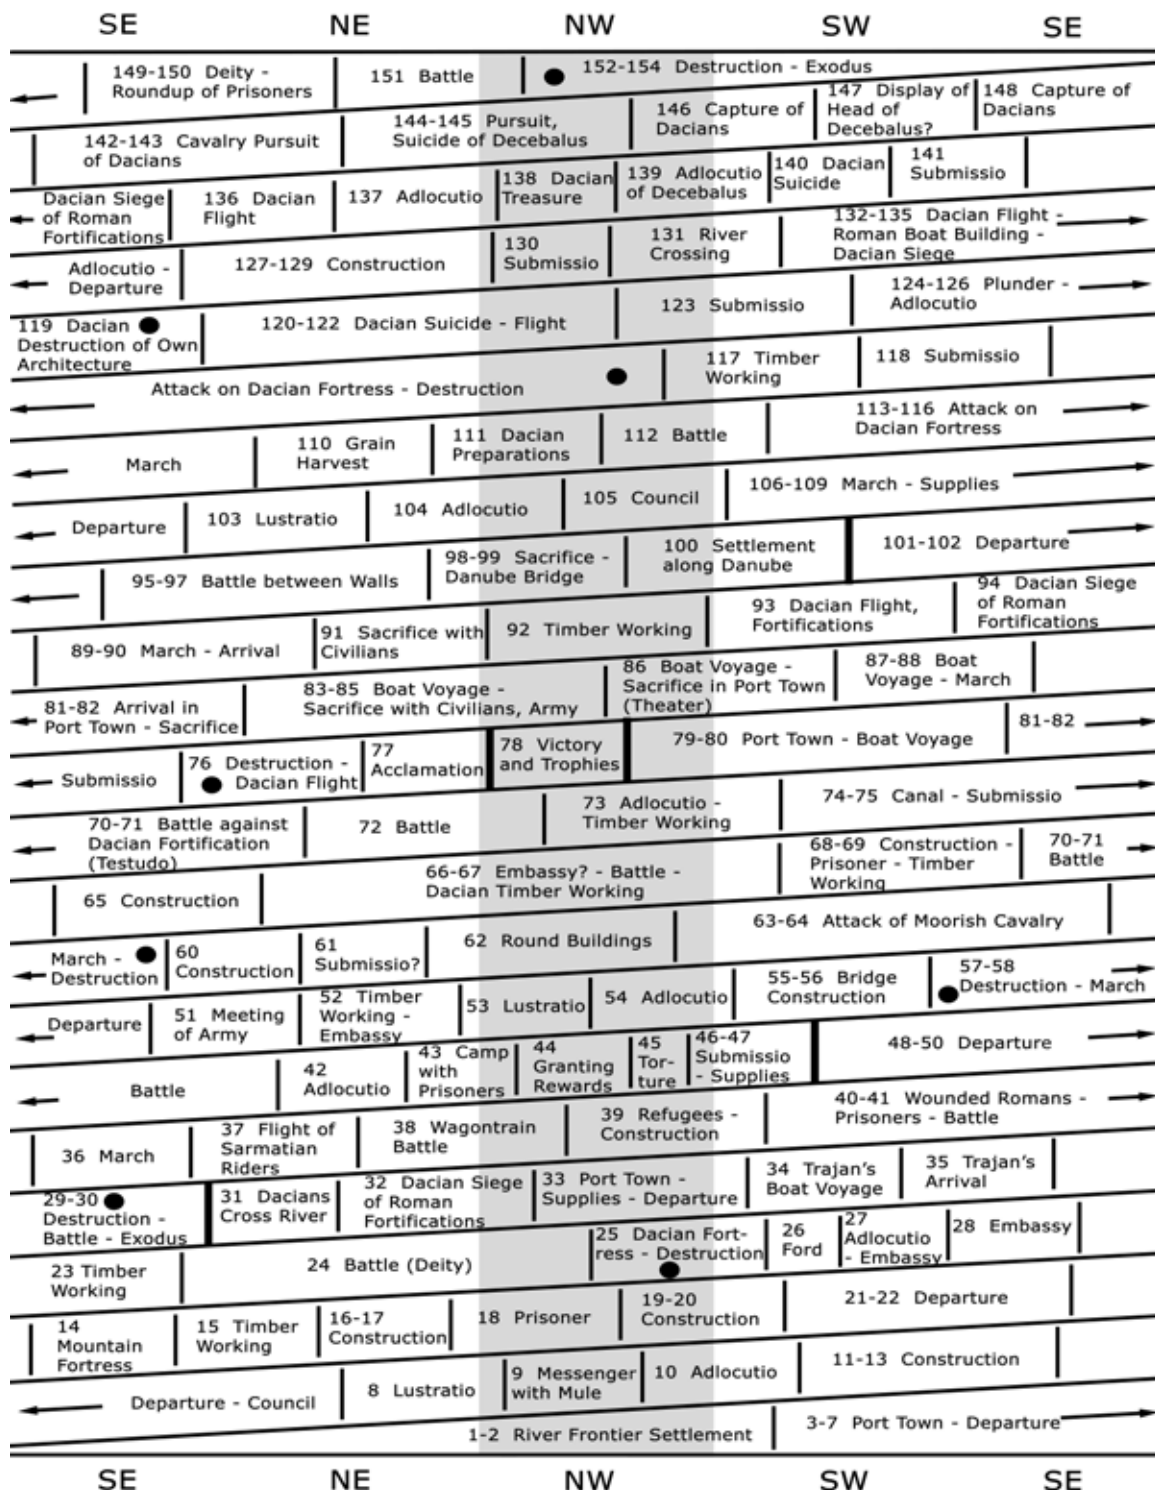 SE NE NW SW SE
149-150 Deity -
Roundup of Prisoners
151 Battle
152-154 Destruction - Exodus
142-143 Cavalry Pursuit
of Dacians
144-145 Pursuit,
Suicide of Decebalus
146 Capture of
Dacians
147 Display of
Head of
Decebalus?
148 Capture of
Dacians
Dacian Siege
of Roman
Fortifications
136 Dacian
Flight
137 Adlocutio
138 Dacian
Treasure
139 Adlocutio
of Decebalus
140 Dacian
Suicide
141
Submissio
Adlocutio -
Departure
127-129 Construction
130
Submissio
131 River
Crossing
132-135 Dacian Flight -
Roman Boat Building -
Dacian Siege
119 Dacian
Destruction of Own
Architecture
120-122 Dacian Suicide - Flight
123 Submissio
124-126 Plunder -
Adlocutio
Attack on Dacian Fortress - Destruction
117 Timber
Working
118 Submissio
March
110 Grain
Harvest
111 Dacian
Preparations
112 Battle
113-116 Attack on
Dacian Fortress
Departure
103 Lustratio
104 Adlocutio
105 Council
106-109 March - Supplies
95-97 Battle between Walls
98-99 Sacrifice -
Danube Bridge
100 Settlement
along Danube
101-102 Departure
89-90 March - Arrival
91 Sacrifice with
Civilians
92 Timber Working
93 Dacian Flight,
Fortifications
94 Dacian Siege
of Roman
Fortifications
81-82 Arrival in
Port Town - Sacrifice
83-85 Boat Voyage -
Sacrifice with Civilians, Army
86 Boat Voyage -
Sacrifice in Port Town
(Theater)
87-88 Boat
Voyage - March
Submissio
76 Destruction -
Dacian Flight
77
Acclamation
78 Victory
and Trophies
79-80 Port Town - Boat Voyage
81-82
70-71 Battle against
Dacian Fortification
(Testudo)
72 Battle
73 Adlocutio -
Timber Working
74-75 Canal - Submissio
65 Construction
66-67 Embassy? - Battle -
Dacian Timber Working
68-69 Construction -
Prisoner - Timber
Working
70-71
Battle
March -
Destruction
60
Construction
61
Submissio?
62 Round Buildings
63-64 Attack of Moorish Cavalry
Departure
51 Meeting
of Army
52 Timber
Working -
Embassy
53 Lustratio
54 Adlocutio
55-56 Bridge
Construction
57-58
Destruction - March
Battle
42
Adlocutio
43 Camp
with
Prisoners
44
Granting
Rewards
45
Tor-
ture
46-47
Submissio
- Supplies
48-50 Departure
36 March
37 Flight of
Sarmatian
Riders
38 Wagontrain
Battle
39 Refugees -
Construction
40-41 Wounded Romans -
Prisoners - Battle
29-30
Destruction -
Battle - Exodus
31 Dacians
Cross River
32 Dacian Siege
of Roman
Fortifications
33 Port Town -
Supplies - Departure
34 Trajan's
Boat Voyage
35 Trajan's
Arrival
23 Timber
Working
24 Battle (Deity)
25 Dacian Fort-
ress - Destruction
26
Ford
27
Adlocutio
- Embassy
28 Embassy
14
Mountain
Fortress
15 Timber
Working
16-17
Construction
18 Prisoner
19-20
Construction
21-22 Departure
Departure - Council
8 Lustratio
9 Messenger
with Mule
10 Adlocutio
11-13 Construction
1-2 River Frontier Settlement
3-7 Port Town - Departure
SE NE NW SW SE